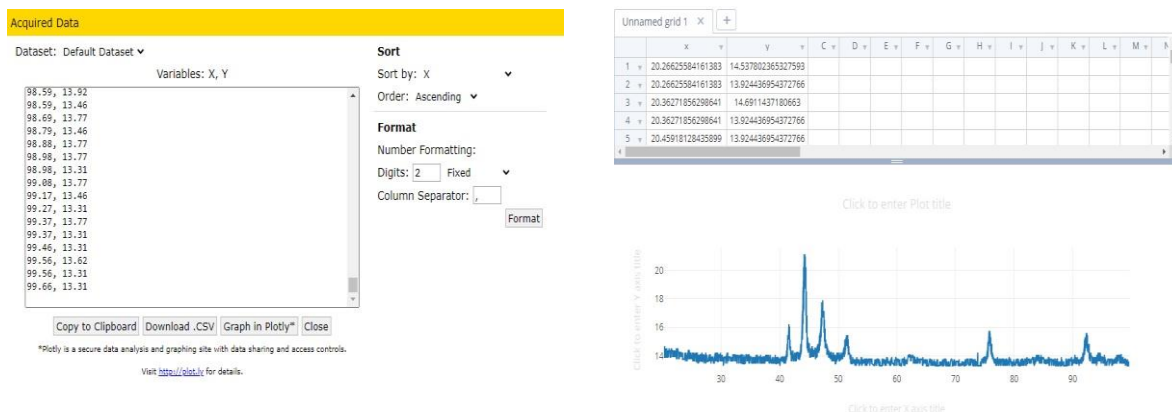 Acquired Data
Dataset: Default Dataset
Variables: X, Y
98.59, 13.92
98.59, 13.46
98.69, 13.77
98.79, 13.46
98.88, 13.77
98.98, 13.77
98.98, 13.31
99.08, 13.77
99.17, 13.46
99.27, 13.31
99.37, 13.77
99.37, 13.31
99.46, 13.31
99.56, 13.62
99.56, 13.31
99.66, 13.31
Copy to Clipboard Download .CSV Graph in Plotly* Close
*Plotly is a secure data analysis and graphing site with data sharing and access controls.
Visit http://plot.ly for details.
Sort
Sort by: X
Order: Ascending
Format
Number Formatting:
Digits: 2 Fixed
Column Separator: ,
Format
Unnamed grid 1 X +
x y C D E F G H I J K L M N
1 20.26625584161383 14.537802365327593
2 20.26625584161383 13.924436954372766
3 20.36271856298641 14.6911437180663
4 20.36271856298641 13.924436954372766
5 20.45918128435899 13.924436954372766
Click to enter Plot title
Click to enter Y axis title
20
18
16
14
30 40 50 60 70 80 90
Click to enter X axis title